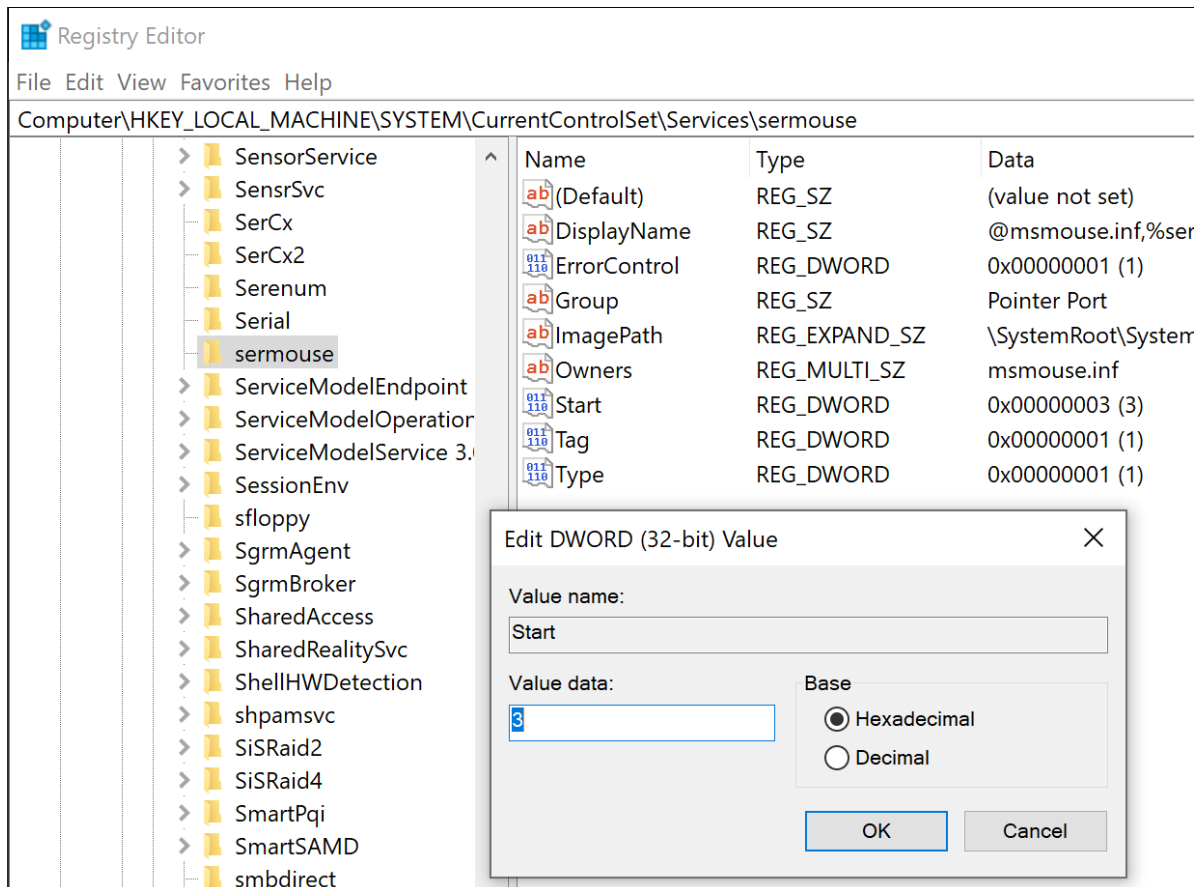 Registry Editor
File Edit View Favorites Help
Computer\HKEY_LOCAL_MACHINE\SYSTEM\CurrentControlSet\Services\sermouse
SensorService
SensrSvc
SerCx
SerCx2
Serenum
Serial
sermouse
ServiceModelEndpoint
ServiceModelOperation
ServiceModelService 3.
SessionEnv
sfloppy
SgrmAgent
SgrmBroker
SharedAccess
SharedRealitySvc
ShellHWDetection
shpamsvc
SiSRaid2
SiSRaid4
SmartPqi
SmartSAMD
smbdirect
Name Type Data
(Default) REG_SZ (value not set)
DisplayName REG_SZ @msmouse.inf,%ser
ErrorControl REG_DWORD 0x00000001 (1)
Group REG_SZ Pointer Port
ImagePath REG_EXPAND_SZ \SystemRoot\System
Owners REG_MULTI_SZ msmouse.inf
Start REG_DWORD 0x00000003 (3)
Tag REG_DWORD 0x00000001 (1)
Type REG_DWORD 0x00000001 (1)
Edit DWORD (32-bit) Value
Value name:
Start
Value data:
3
Base
Hexadecimal
Decimal
OK Cancel